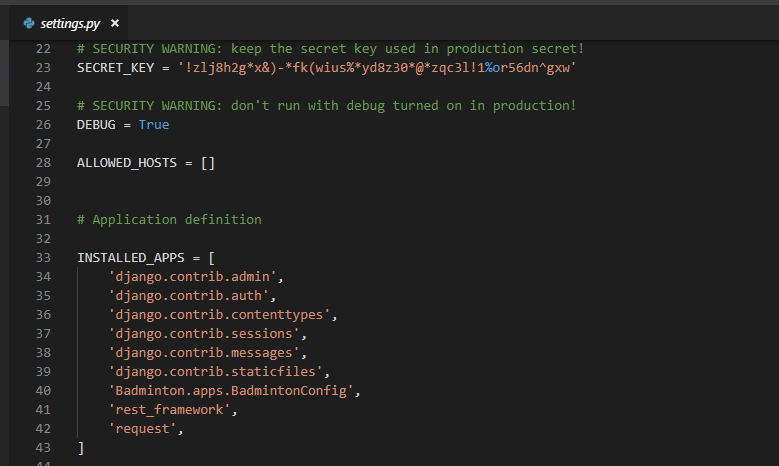 settings.py ×
22 # SECURITY WARNING: keep the secret key used in production secret!
23 SECRET_KEY = '!zlj8h2g*x&)-*fk(wius%*yd8z30*@*zqc3l!1%or56dn^gxw'
24
25 # SECURITY WARNING: don't run with debug turned on in production!
26 DEBUG = True
27
28 ALLOWED_HOSTS = []
29
30
31 # Application definition
32
33 INSTALLED_APPS = [
34     'django.contrib.admin',
35     'django.contrib.auth',
36     'django.contrib.contenttypes',
37     'django.contrib.sessions',
38     'django.contrib.messages',
39     'django.contrib.staticfiles',
40     'Badminton.apps.BadmintonConfig',
41     'rest_framework',
42     'request',
43 ]
44